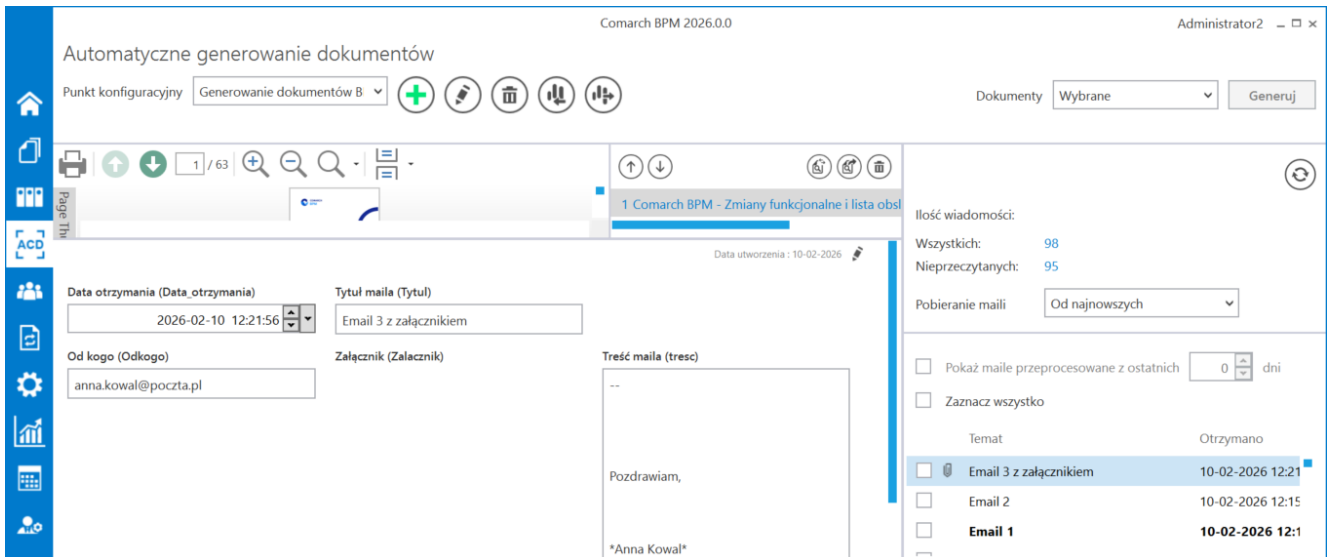 Comarch BPM 2026.0.0
Administrator2
Automatyczne generowanie dokumentów
Punkt konfiguracyjny
Generowanie dokumentów B
Dokumenty
Wybrane
Generuj
1 / 63
Page Th
COMARCH
1 Comarch BPM - Zmiany funkcjonalne i lista obsł
ACD
Data utworzenia : 10-02-2026
Data otrzymania (Data_otrzymania)
Tytuł maila (Tytul)
2026-02-10 12:21:56
Email 3 z załącznikiem
Od kogo (Odkogo)
Załącznik (Zalacznik)
Treść maila (tresc)
anna.kowal@poczta.pl
--
Pozdrawiam,
*Anna Kowal*
Ilość wiadomości:
Wszystkich: 98
Nieprzeczytanych: 95
Pobieranie maili
Od najnowszych
Pokaż maile przeprocesowane z ostatnich 0 dni
Zaznacz wszystko
Temat Otrzymano
Email 3 z załącznikiem 10-02-2026 12:21
Email 2 10-02-2026 12:15
Email 1 10-02-2026 12:1